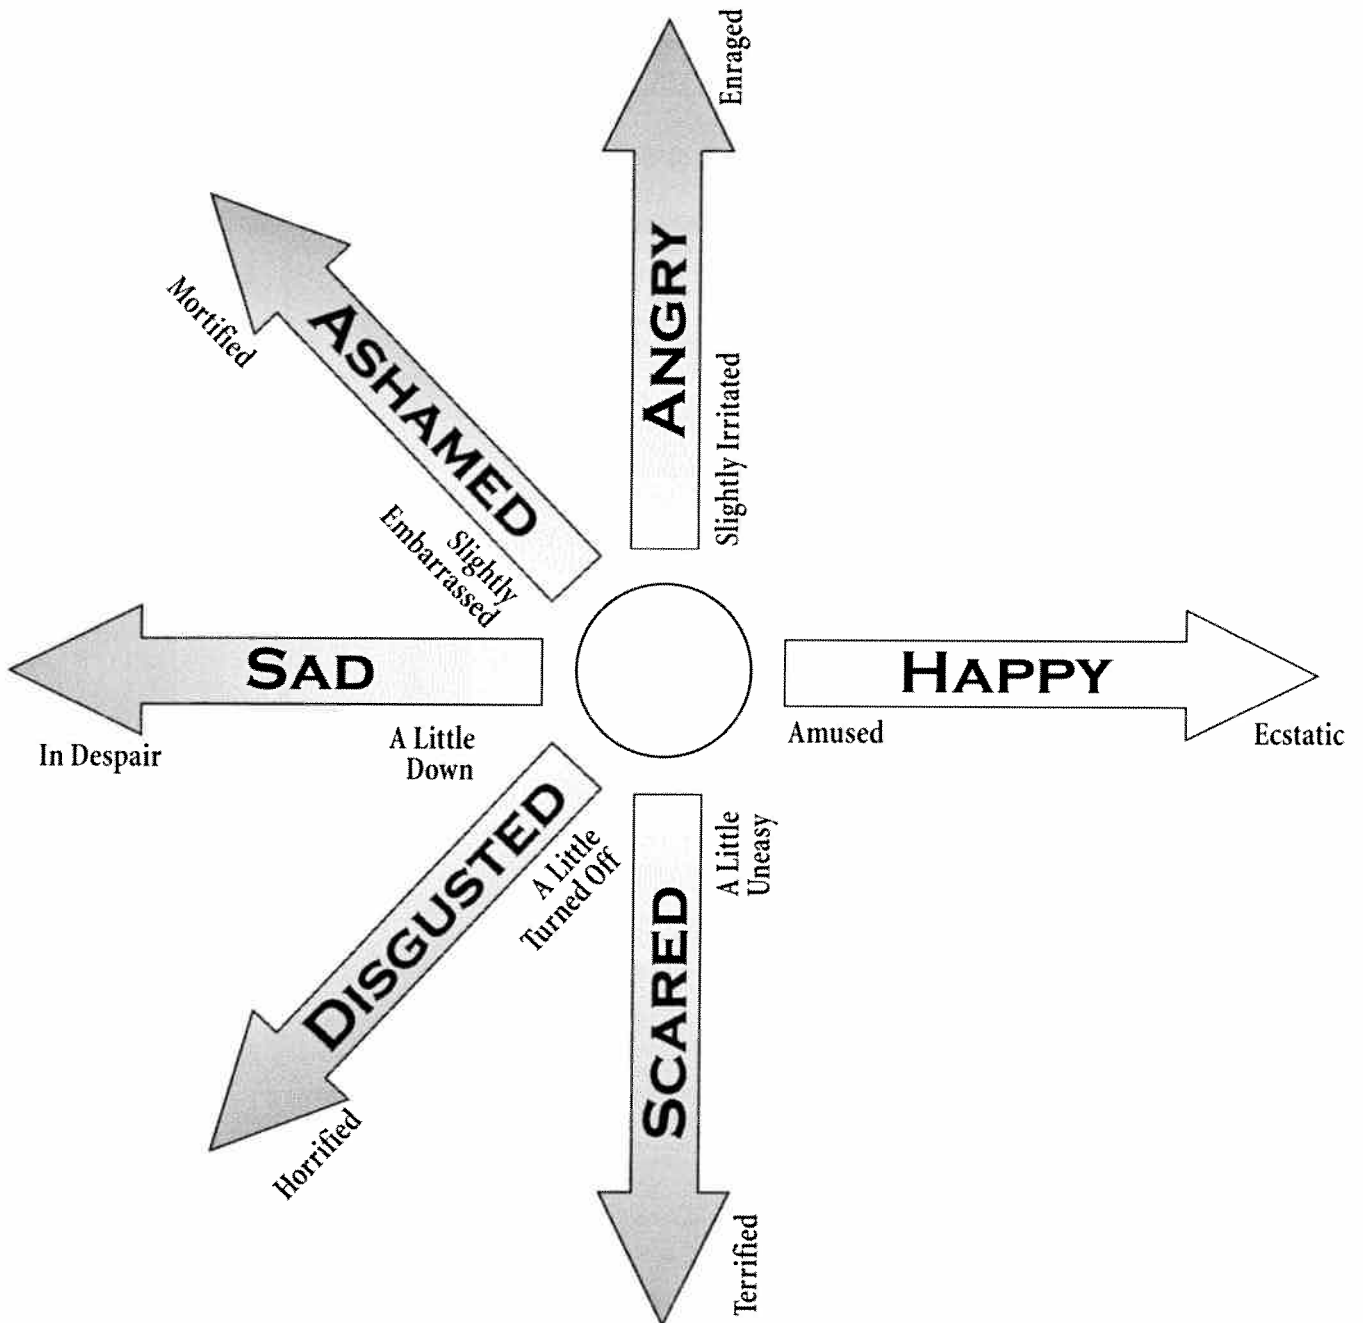 Enraged
ANGRY
Slightly Irritated
Mortified
ASHAMED
Slightly
Embarrassed
SAD
In Despair
A Little
Down
HAPPY
Amused
Ecstatic
DISGUSTED
A Little
Turned Off
Horrified
A Little
Uneasy
SCARED
Terrified